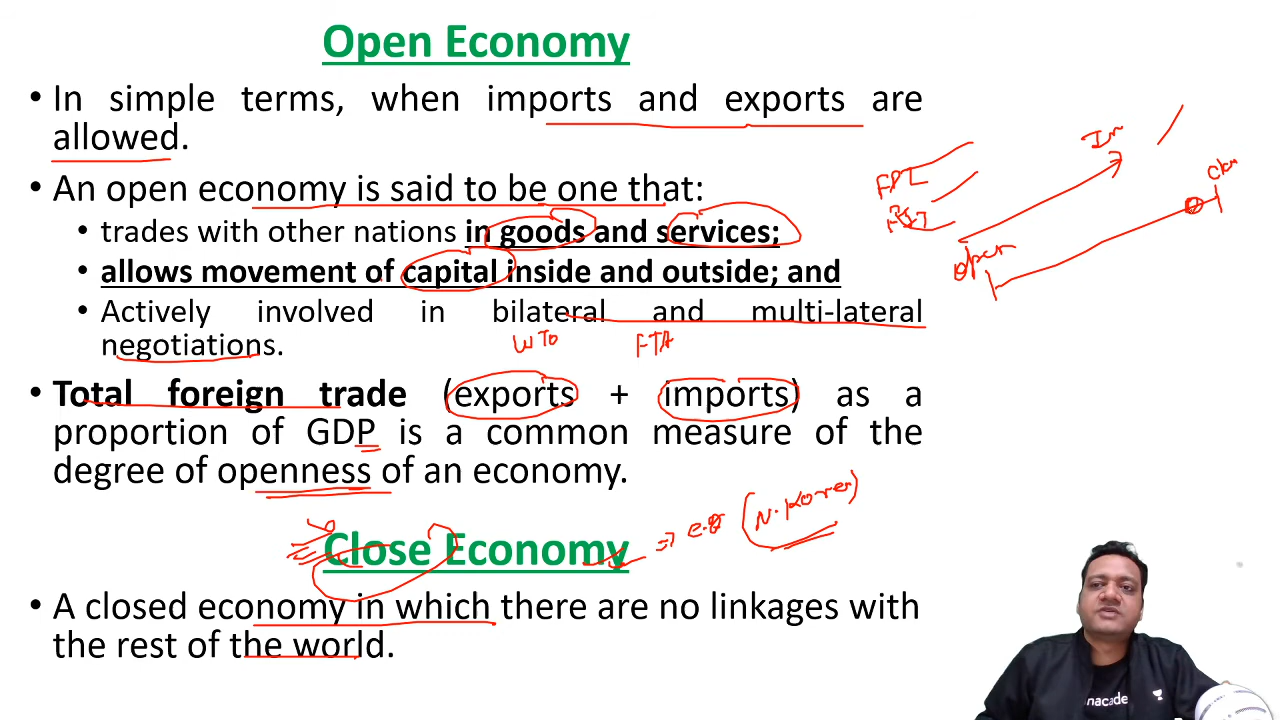 Open Economy
• In simple terms, when imports and exports are
allowed.
• An open economy is said to be one that:
• trades with other nations in goods and services;
• allows movement of capital inside and outside; and
• Actively involved in bilateral and multi-lateral
negotiations.
WTO FTA
• Total foreign trade (exports + imports) as a
proportion of GDP is a common measure of the
degree of openness of an economy.
Close Economy
=> e.g (N. Korea)
• A closed economy in which there are no linkages with
the rest of the world.
open
nacade